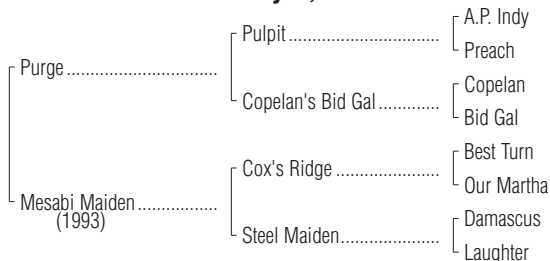 A.P. Indy
Pulpit
Preach
Purge
Copelan
Copelan's Bid Gal
Bid Gal
Best Turn
Cox's Ridge
Our Martha
Mesabi Maiden
(1993)
Damascus
Steel Maiden
Laughter